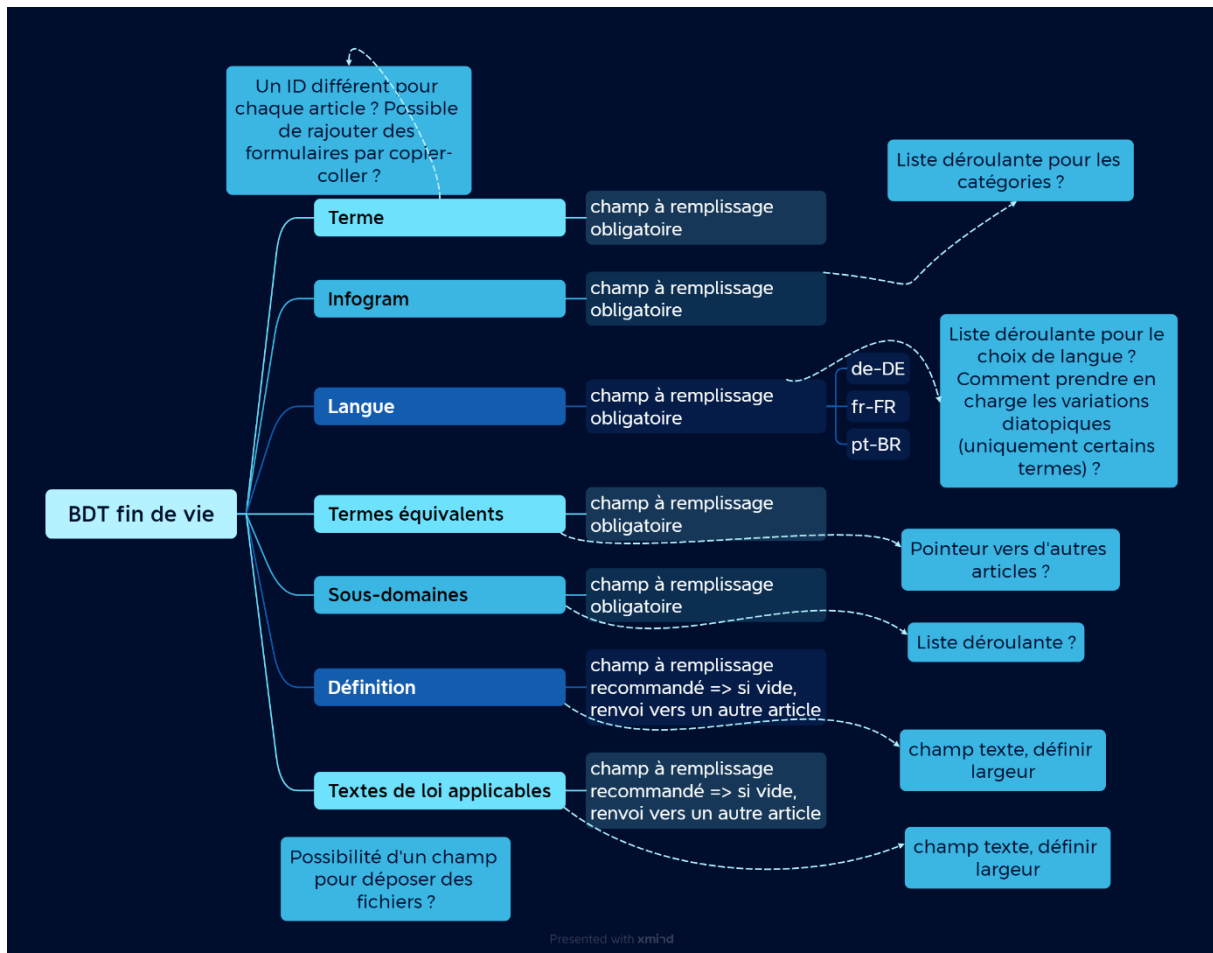 Un ID différent pour
chaque article ? Possible
de rajouter des
formulaires par copier-
coller ?
Liste déroulante pour les
catégories ?
Terme
champ à remplissage
obligatoire
Infogram
champ à remplissage
obligatoire
Liste déroulante pour le
choix de langue ?
Comment prendre en
charge les variations
diatopiques
(uniquement certains
termes) ?
Langue
champ à remplissage
obligatoire
de-DE
fr-FR
pt-BR
BDT fin de vie
Termes équivalents
champ à remplissage
obligatoire
Pointeur vers d'autres
articles ?
Sous-domaines
champ à remplissage
obligatoire
Liste déroulante ?
Définition
champ à remplissage
recommandé => si vide,
renvoi vers un autre article
champ texte, définir
largeur
Textes de loi applicables
champ à remplissage
recommandé => si vide,
renvoi vers un autre article
champ texte, définir
largeur
Possibilité d'un champ
pour déposer des
fichiers ?
Presented with xmind